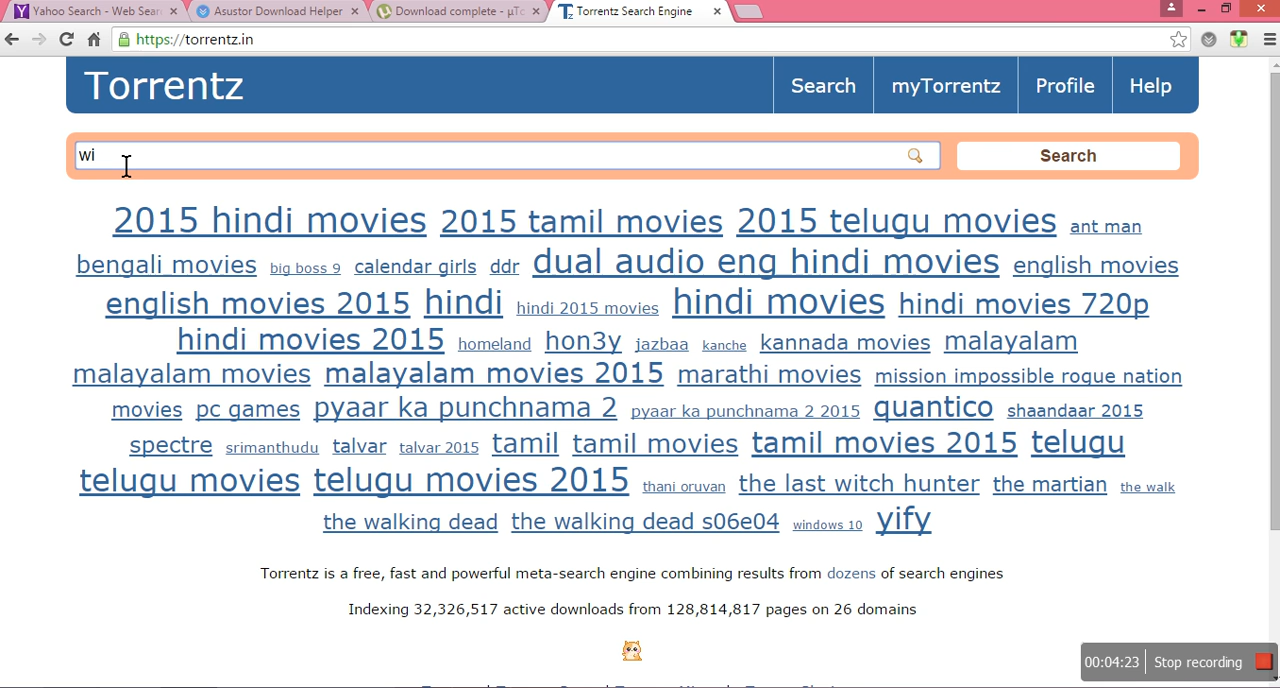 Yahoo Search - Web Sear
Asustor Download Helper
Download complete - µTo
Torrentz Search Engine
https://torrentz.in
Torrentz
Search
myTorrentz
Profile
Help
wi
Search
2015 hindi movies 2015 tamil movies 2015 telugu movies ant man
bengali movies big boss 9 calendar girls ddr dual audio eng hindi movies english movies
english movies 2015 hindi hindi 2015 movies hindi movies hindi movies 720p
hindi movies 2015 homeland hon3y jazbaa kanche kannada movies malayalam
malayalam movies malayalam movies 2015 marathi movies mission impossible rogue nation
movies pc games pyaar ka punchnama 2 pyaar ka punchnama 2 2015 quantico shaandaar 2015
spectre srimanthudu talvar talvar 2015 tamil tamil movies tamil movies 2015 telugu
telugu movies telugu movies 2015 thani oruvan the last witch hunter the martian the walk
the walking dead the walking dead s06e04 windows 10 yify
Torrentz is a free, fast and powerful meta-search engine combining results from dozens of search engines
Indexing 32,326,517 active downloads from 128,814,817 pages on 26 domains
00:04:23 Stop recording